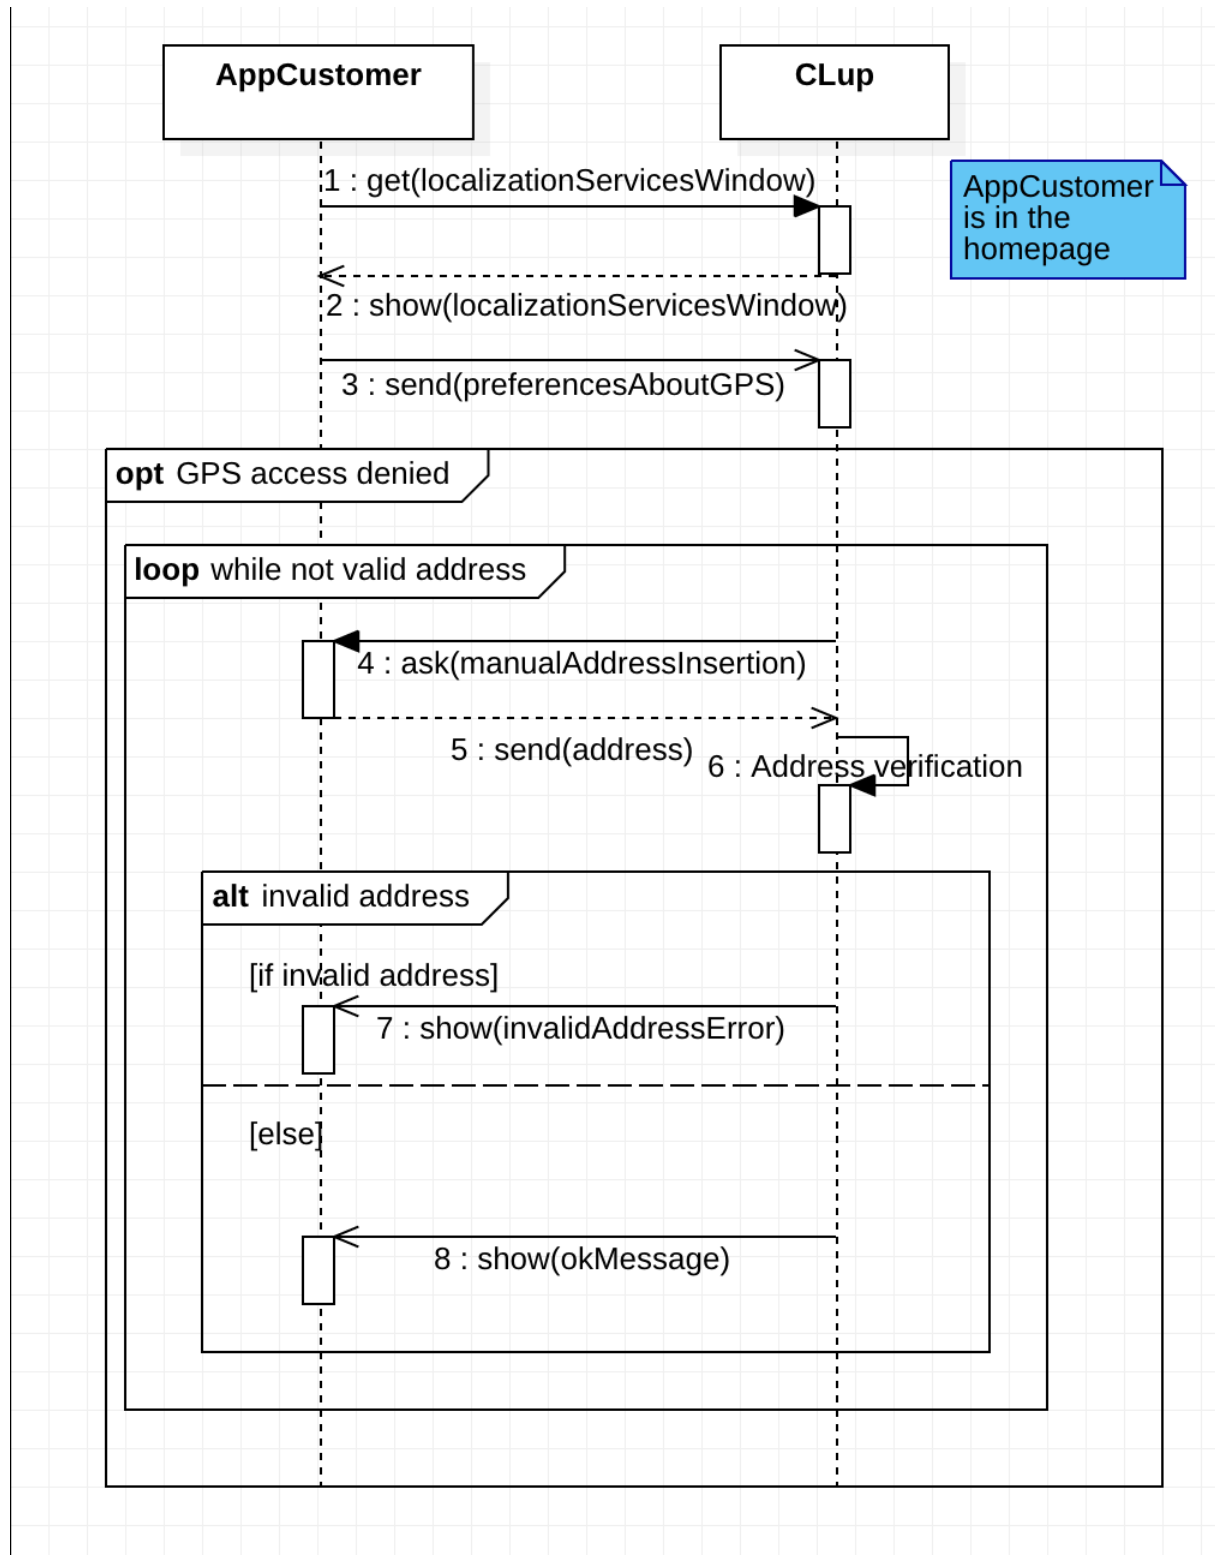 AppCustomer
CLup
1 : get(localizationServicesWindow)
AppCustomer
is in the
homepage
2 : show(localizationServicesWindow)
3 : send(preferencesAboutGPS)
opt GPS access denied
loop while not valid address
4 : ask(manualAddressInsertion)
5 : send(address)
6 : Address verification
alt invalid address
[if invalid address]
7 : show(invalidAddressError)
[else]
8 : show(okMessage)